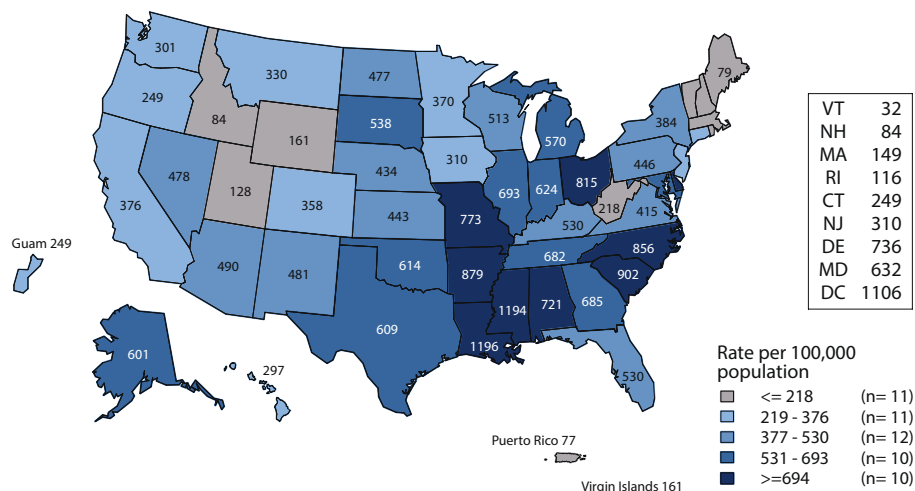 301
330
477
370
79
249
84
538
513
384
161
570
310
446
478
128
434
693
624
815
376
358
443
773
530
218
415
490
481
614
879
682
856
902
609
1194
721
685
1196
530
601
297
Guam 249
Puerto Rico 77
Virgin Islands 161
VT 32
NH 84
MA 149
RI 116
CT 249
NJ 310
DE 736
MD 632
DC 1106
Rate per 100,000
population
<= 218 (n= 11)
219 - 376 (n= 11)
377 - 530 (n= 12)
531 - 693 (n= 10)
>=694 (n= 10)